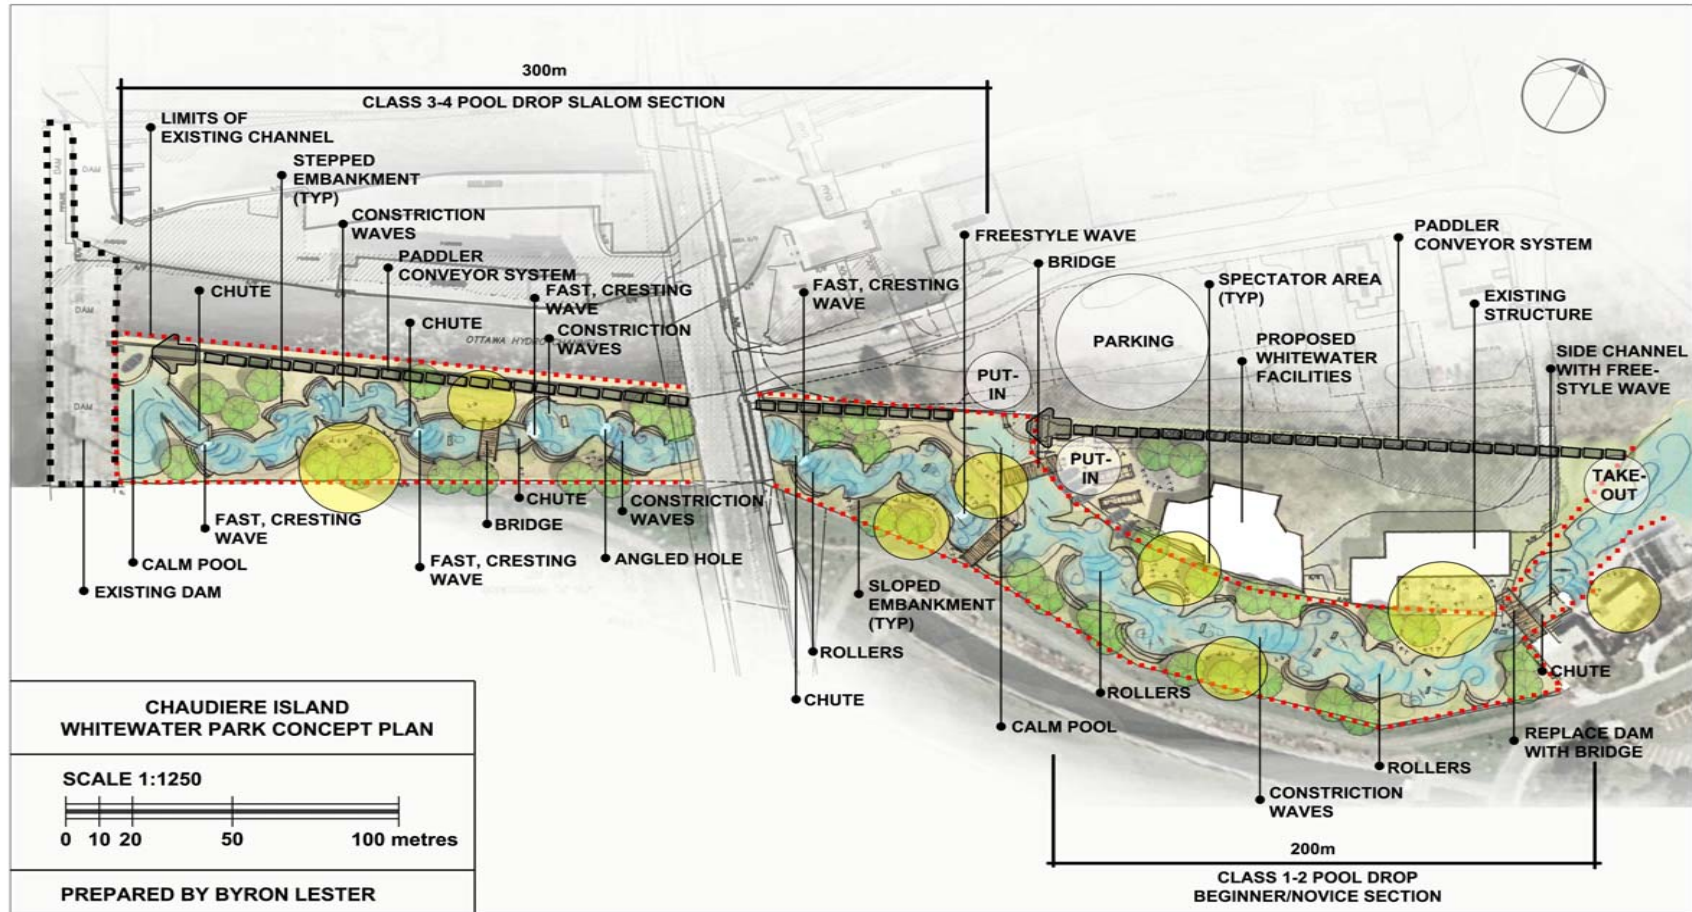 300m
CLASS 3-4 POOL DROP SLALOM SECTION
LIMITS OF
EXISTING CHANNEL
STEPPED
EMBANKMENT
(TYP)
CONSTRICTION
WAVES
PADDLER
CONVEYOR SYSTEM
CHUTE
CHUTE
FAST, CRESTING
WAVE
CONSTRICTION
WAVES
OTTAWA HYDRO
FAST, CRESTING
WAVE
FREESTYLE WAVE
BRIDGE
PARKING
PUT-
IN
SPECTATOR AREA
(TYP)
PROPOSED
WHITEWATER
FACILITIES
PADDLER
CONVEYOR SYSTEM
EXISTING
STRUCTURE
SIDE CHANNEL
WITH FREE-
STYLE WAVE
PUT-
IN
TAKE-
OUT
DAM
DAM
DAM
DAM
FAST, CRESTING
WAVE
CALM POOL
EXISTING DAM
FAST, CRESTING
WAVE
BRIDGE
CHUTE
CONSTRICTION
WAVES
ANGLED HOLE
SLOPED
EMBANKMENT
(TYP)
ROLLERS
CHUTE
CALM POOL
ROLLERS
CONSTRICTION
WAVES
ROLLERS
REPLACE DAM
WITH BRIDGE
CHUTE
200m
CLASS 1-2 POOL DROP
BEGINNER/NOVICE SECTION
CHAUDIERE ISLAND
WHITEWATER PARK CONCEPT PLAN
SCALE 1:1250
0 10 20 50 100 metres
PREPARED BY BYRON LESTER